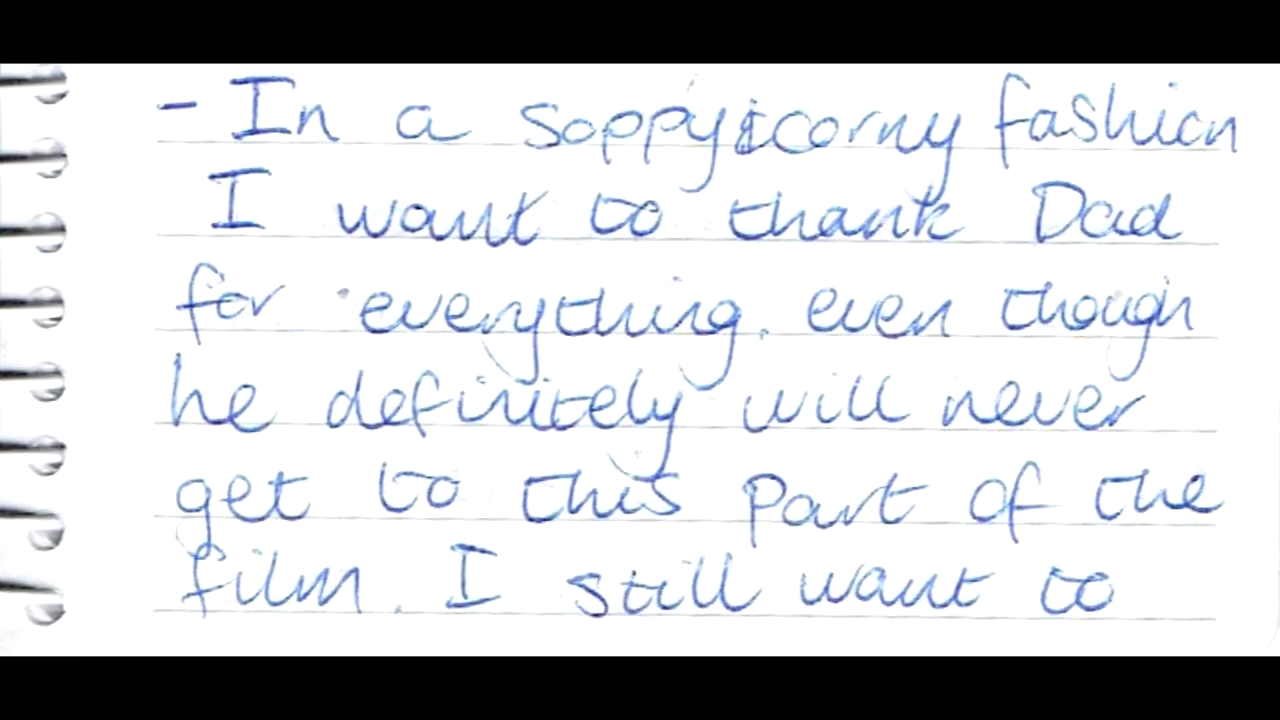 - In a soppy & corny fashion
I want to thank Dad
for everything. even though
he definitely will never
get to this part of the
film. I still want to